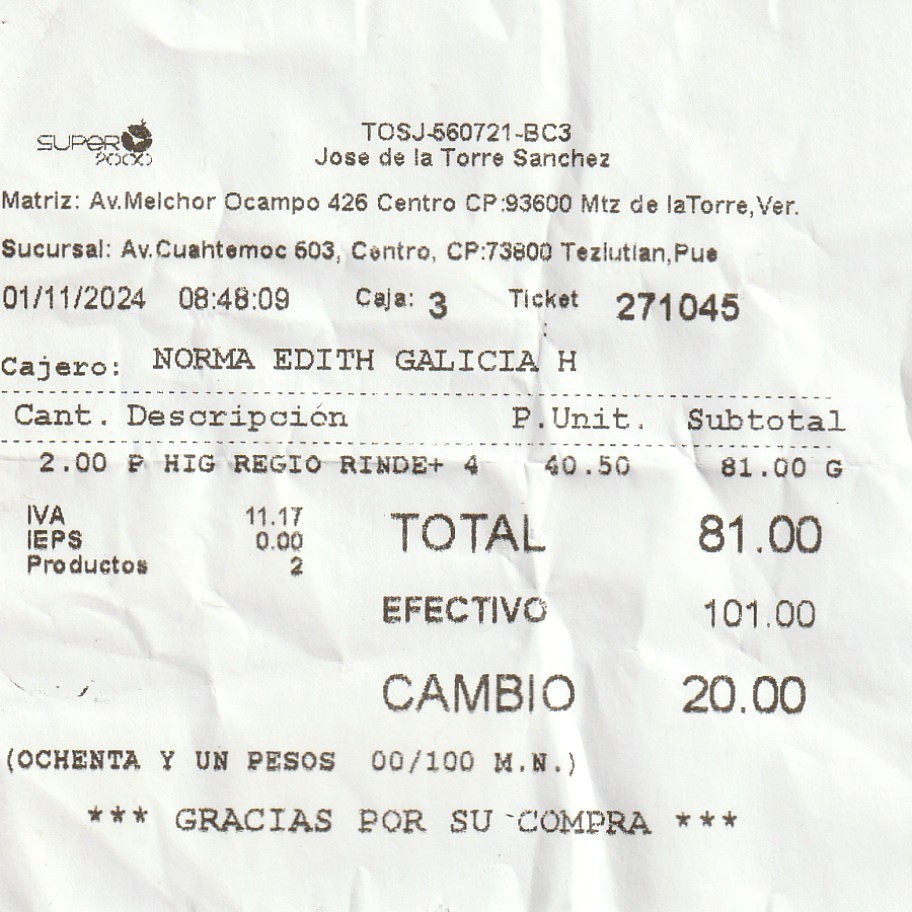 SUPER
2000
TOSJ-560721-BC3
Jose de la Torre Sanchez
Matriz: Av.Melchor Ocampo 426 Centro CP:93600 Mtz de laTorre,Ver.
Sucursal: Av.Cuahtemoc 603, Centro, CP:73800 Tezlutlan,Pue
01/11/2024 08:48:09 Caja: 3 Ticket : 271045
Cajero: NORMA EDITH GALICIA H
Cant. Descripción P.Unit. Subtotal
2.00 P HIG REGIO RINDE+ 4 40.50 81.00 G
IVA 11.17
IEPS 0.00
Productos 2
TOTAL 81.00
EFECTIVO 101.00
CAMBIO 20.00
(OCHENTA Y UN PESOS 00/100 M.N.)
*** GRACIAS POR SU COMPRA ***